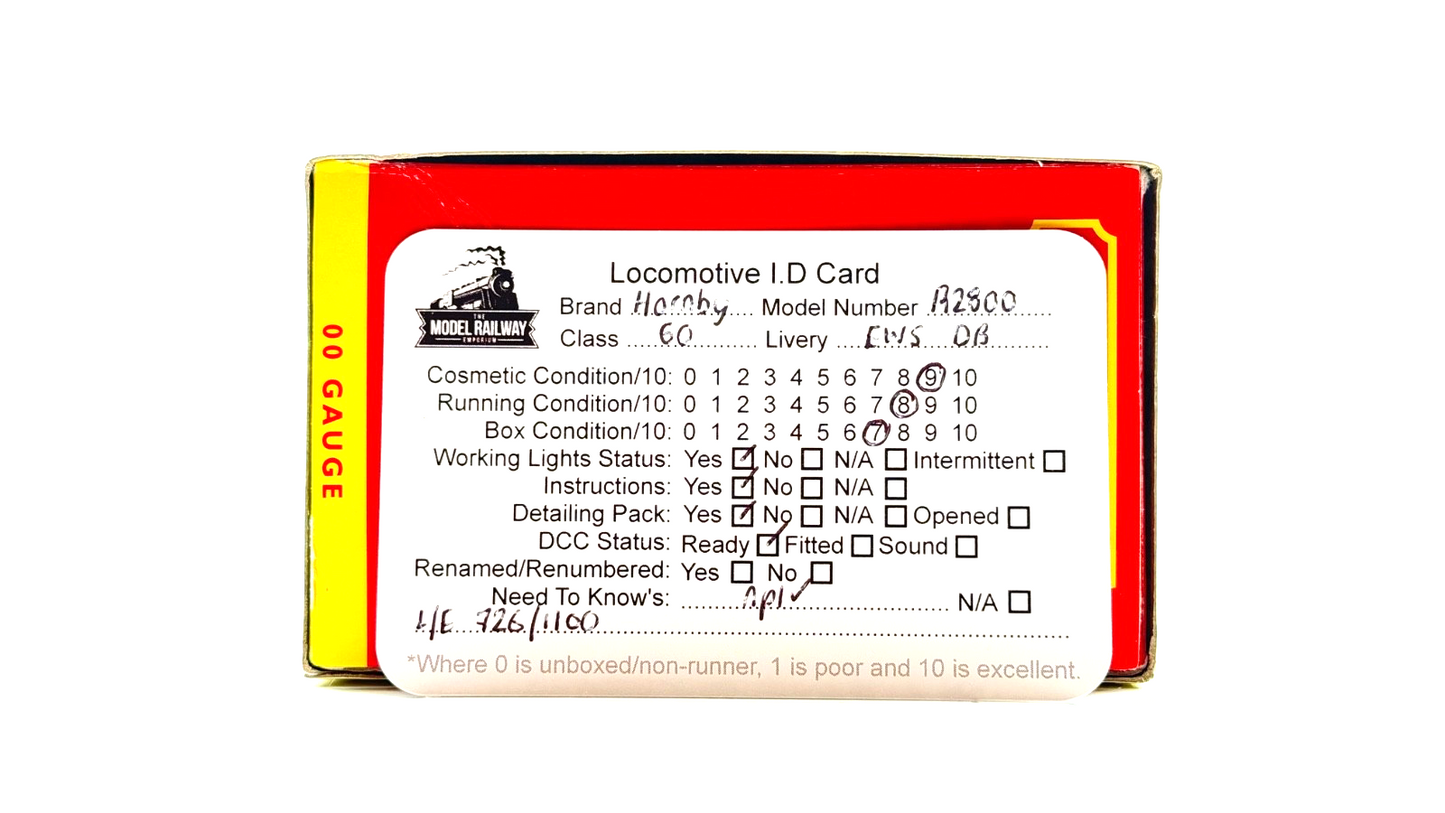 00 GAUGE
THE
MODEL RAILWAY
EMPORIUM
Locomotive I.D Card
Brand Hornby Model Number R2800
Class 60 Livery EWS DB
Cosmetic Condition/10: 0 1 2 3 4 5 6 7 8 9 10
Running Condition/10: 0 1 2 3 4 5 6 7 8 9 10
Box Condition/10: 0 1 2 3 4 5 6 7 8 9 10
Working Lights Status: Yes ☑ No ☐ N/A ☐ Intermittent ☐
Instructions: Yes ☑ No ☐ N/A ☐
Detailing Pack: Yes ☑ No ☐ N/A ☐ Opened ☐
DCC Status: Ready ☑ Fitted ☐ Sound ☐
Renamed/Renumbered: Yes ☐ No ☐
Need To Know's: N/A ☐
L/E 726/1100
*Where 0 is unboxed/non-runner, 1 is poor and 10 is excellent.